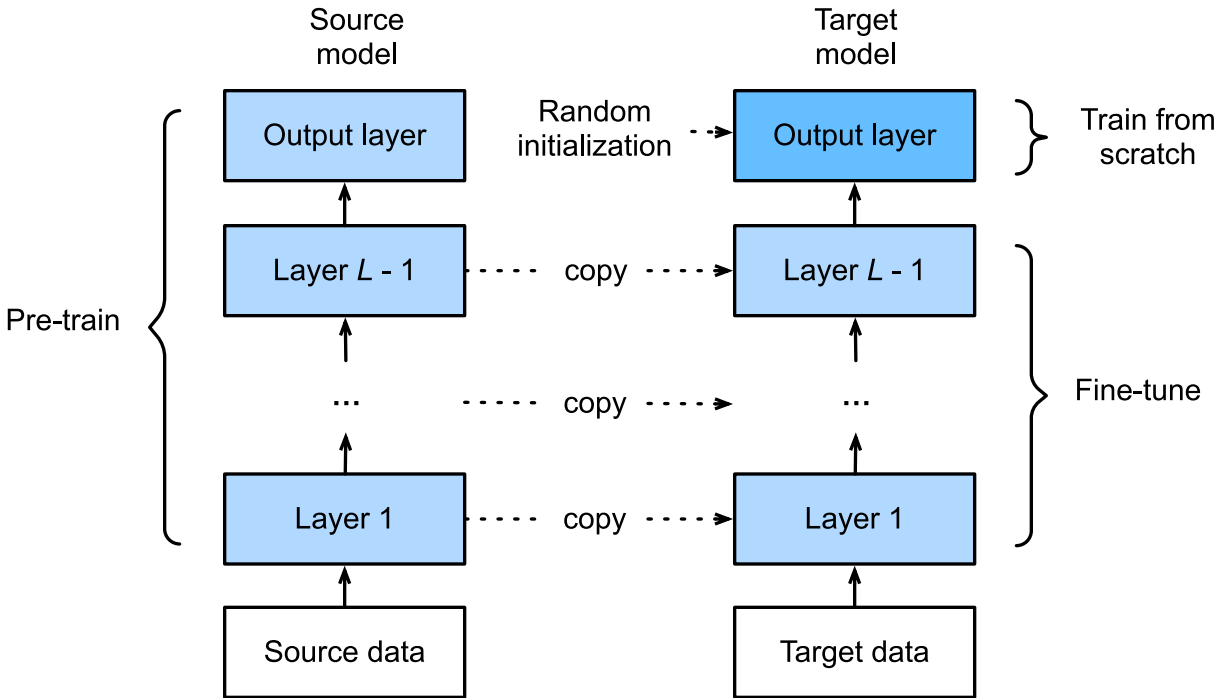 Source
model
Target
model
Output layer
Random
initialization
Output layer
Train from
scratch
Layer L - 1
copy
Layer L - 1
Pre-train
...
copy
...
Fine-tune
Layer 1
copy
Layer 1
Source data
Target data